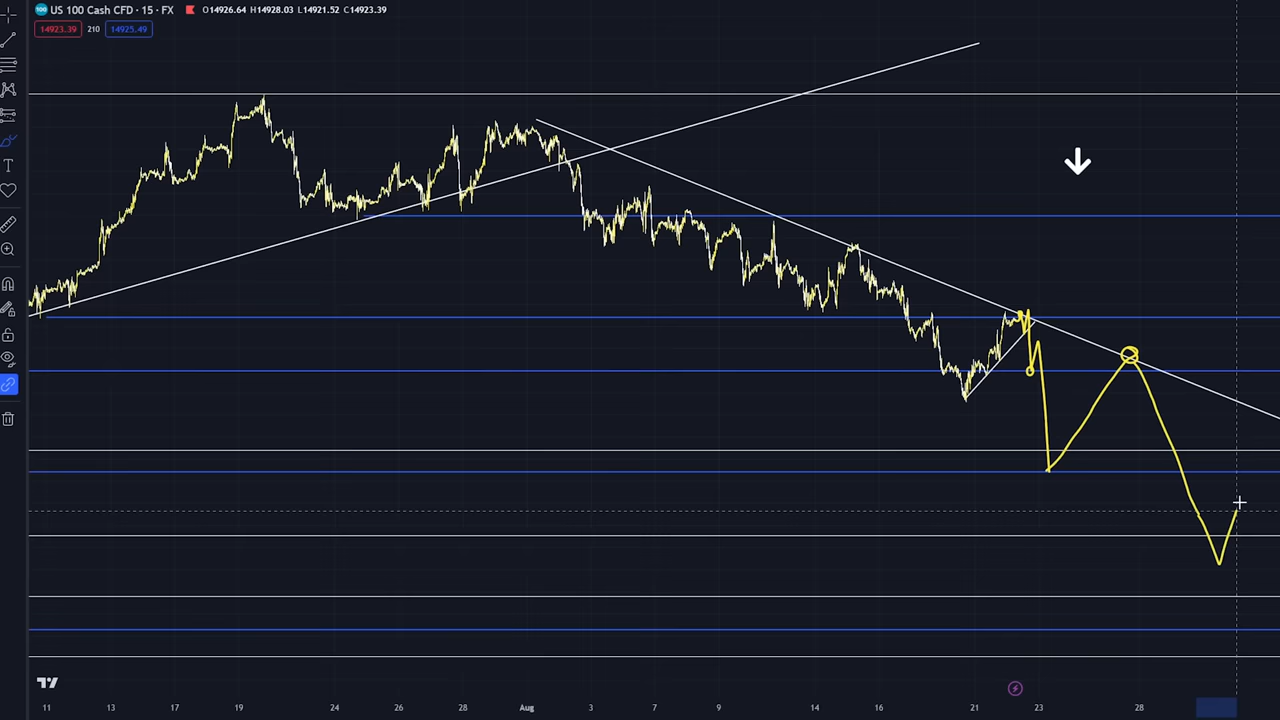 100 US 100 Cash CFD · 15 · FX O14926.64 H14928.03 L14921.52 C14923.39
14923.39 210 14925.49
T
11 13 17 19 24 26 28 Aug 3 7 9 14 16 21 23 28